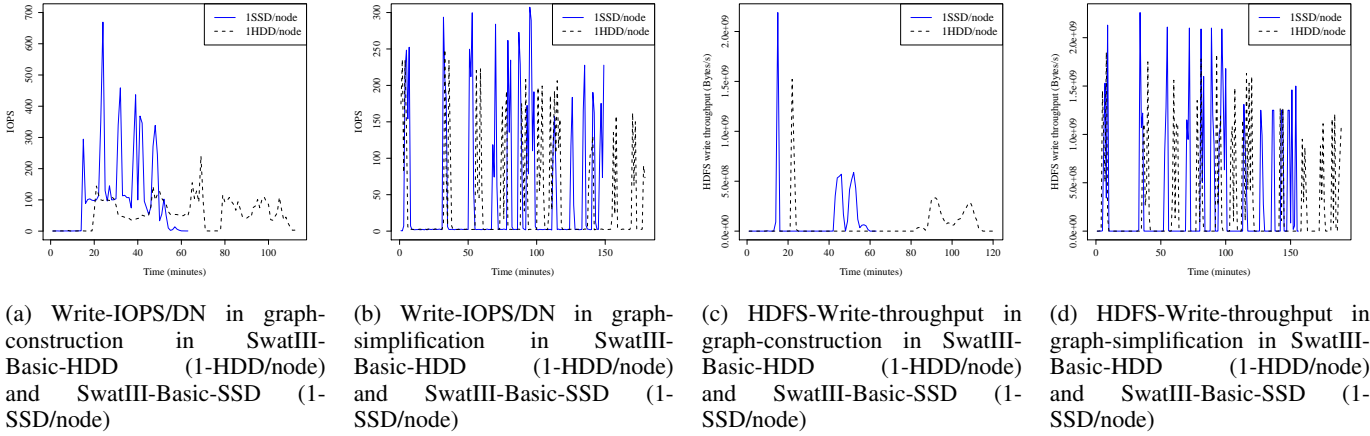 1SSD/node
1HDD/node
700
600
500
400
300
200
100
0
IOPS
0 20 40 60 80 100
Time (minutes)
1SSD/node
1HDD/node
300
250
200
150
100
50
0
IOPS
0 50 100 150
Time (minutes)
1SSD/node
1HDD/node
2.0e+09
1.5e+09
1.0e+09
5.0e+08
0.0e+00
HDFS write throughput (Bytes/s)
0 20 40 60 80 100 120
Time (minutes)
1SSD/node
1HDD/node
2.0e+09
1.5e+09
1.0e+09
5.0e+08
0.0e+00
HDFS write throughput (Bytes/s)
0 50 100 150
Time (minutes)
(a) Write-IOPS/DN in graph-
construction in SwatIII-
Basic-HDD (1-HDD/node)
and SwatIII-Basic-SSD (1-
SSD/node)
(b) Write-IOPS/DN in graph-
simplification in SwatIII-
Basic-HDD (1-HDD/node)
and SwatIII-Basic-SSD (1-
SSD/node)
(c) HDFS-Write-throughput in
graph-construction in SwatIII-
Basic-HDD (1-HDD/node)
and SwatIII-Basic-SSD (1-
SSD/node)
(d) HDFS-Write-throughput in
graph-simplification in SwatIII-
Basic-HDD (1-HDD/node)
and SwatIII-Basic-SSD (1-
SSD/node)